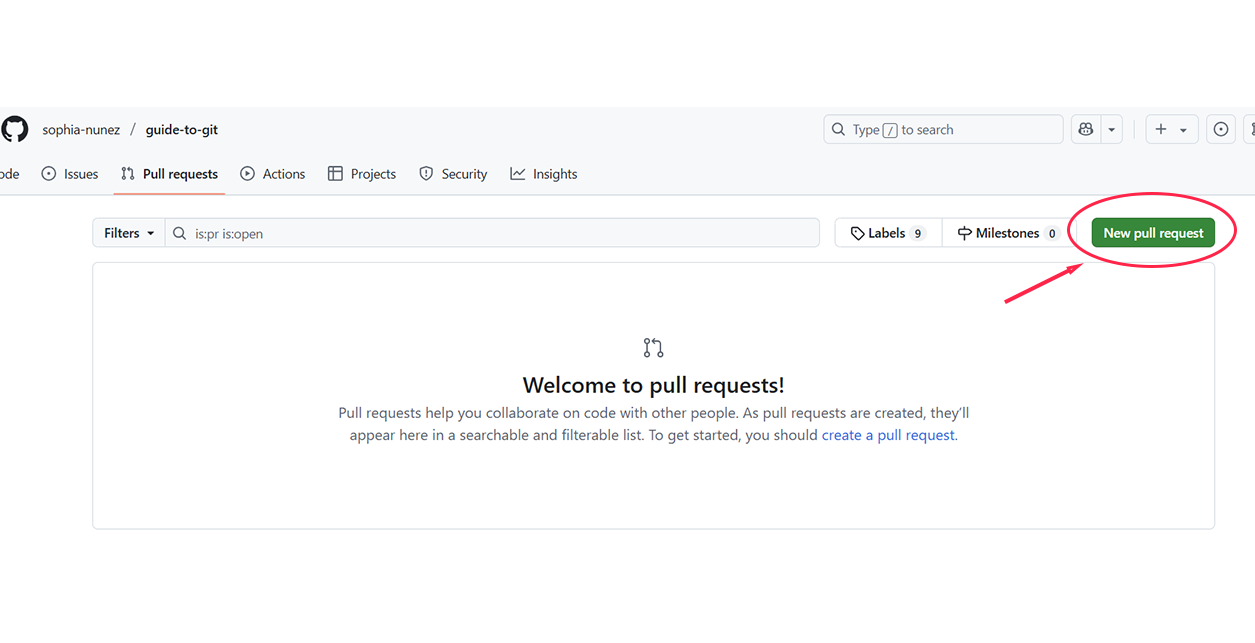 sophia-nunez / guide-to-git
Type / to search
ode Issues Pull requests Actions Projects Security Insights
Filters is:pr is:open Labels 9 Milestones 0 New pull request
Welcome to pull requests!
Pull requests help you collaborate on code with other people. As pull requests are created, they’ll
appear here in a searchable and filterable list. To get started, you should create a pull request.